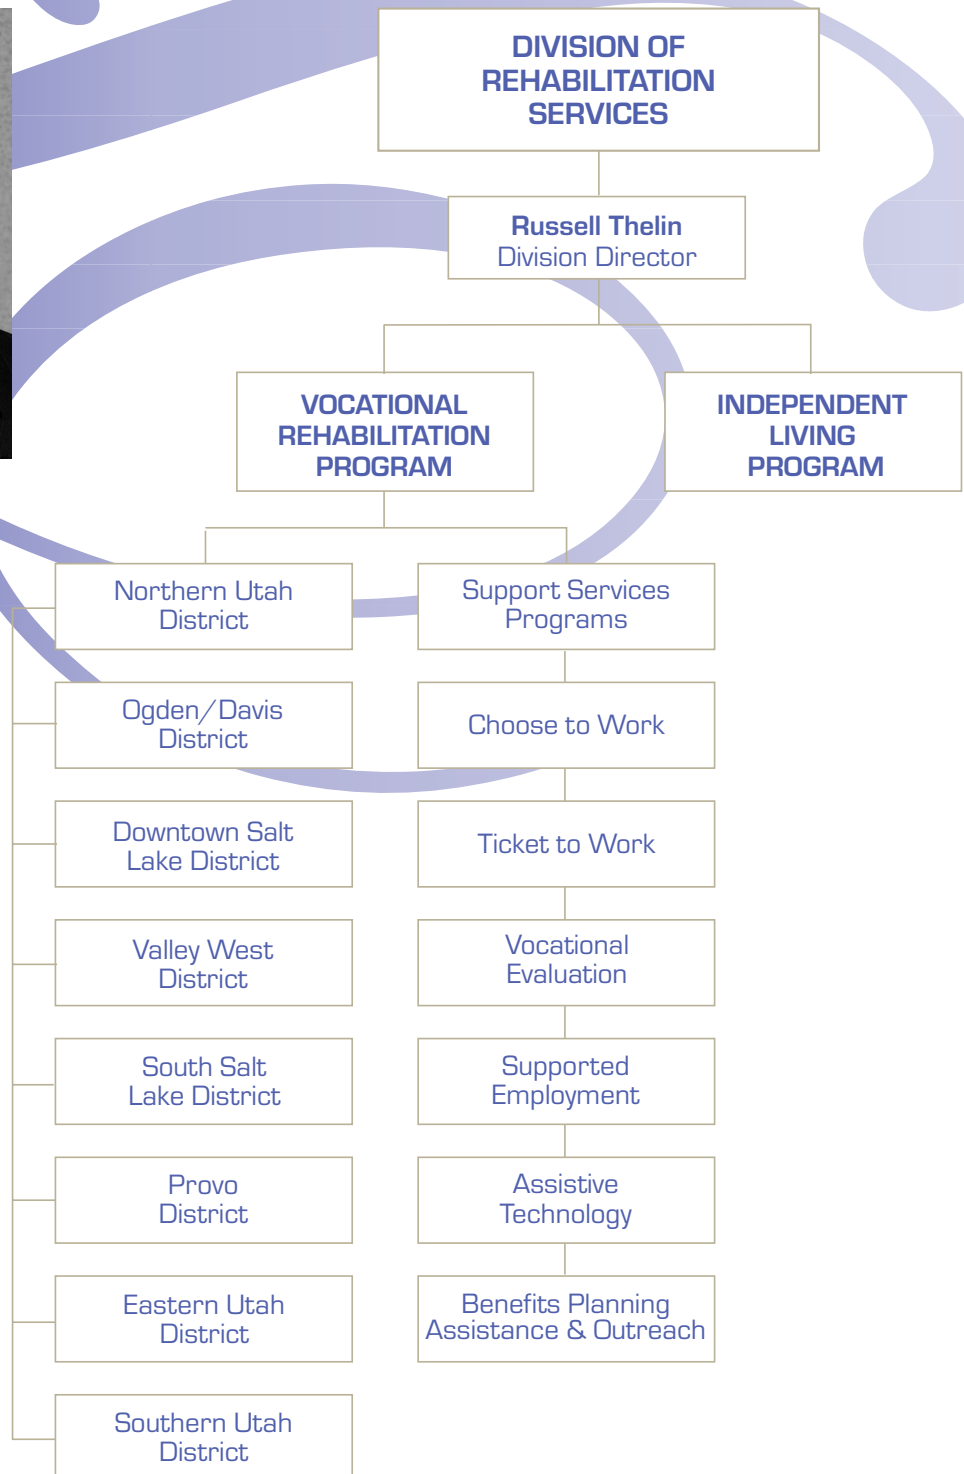 DIVISION OF
REHABILITATION
SERVICES
Russell Thelin
Division Director
VOCATIONAL
REHABILITATION
PROGRAM
INDEPENDENT
LIVING
PROGRAM
Northern Utah
District
Support Services
Programs
Ogden/Davis
District
Choose to Work
Downtown Salt
Lake District
Ticket to Work
Valley West
District
Vocational
Evaluation
South Salt
Lake District
Supported
Employment
Provo
District
Assistive
Technology
Eastern Utah
District
Benefits Planning
Assistance & Outreach
Southern Utah
District